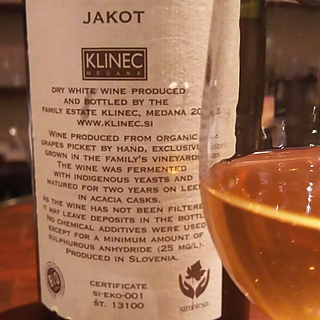 JAKOT
KLINEC
MEDANA
DRY WHITE WINE PRODUCED
AND BOTTLED BY THE
FAMILY ESTATE KLINEC, MEDANA 20
WWW.KLINEC.SI
WINE PRODUCED FROM ORGANIC
GRAPES PICKET BY HAND, EXCLUSIVELY
GROWN IN THE FAMILY'S VINEYARD
THE WINE WAS FERMENTED
WITH INDIGENOUS YEASTS AND
MATURED FOR TWO YEARS ON LEES
IN ACACIA CASKS.
AS THE WINE HAS NOT BEEN FILTERED
IT MAY LEAVE DEPOSITS IN THE BOTTLE
NO CHEMICAL ADDITIVES WERE USED
EXCEPT FOR A MINIMUM AMOUNT OF
SULPHUROUS ANHYDRIDE (25 MG/L).
PRODUCED IN SLOVENIA.
CERTIFICATE
SI-EKO-001
ŠT. 13100